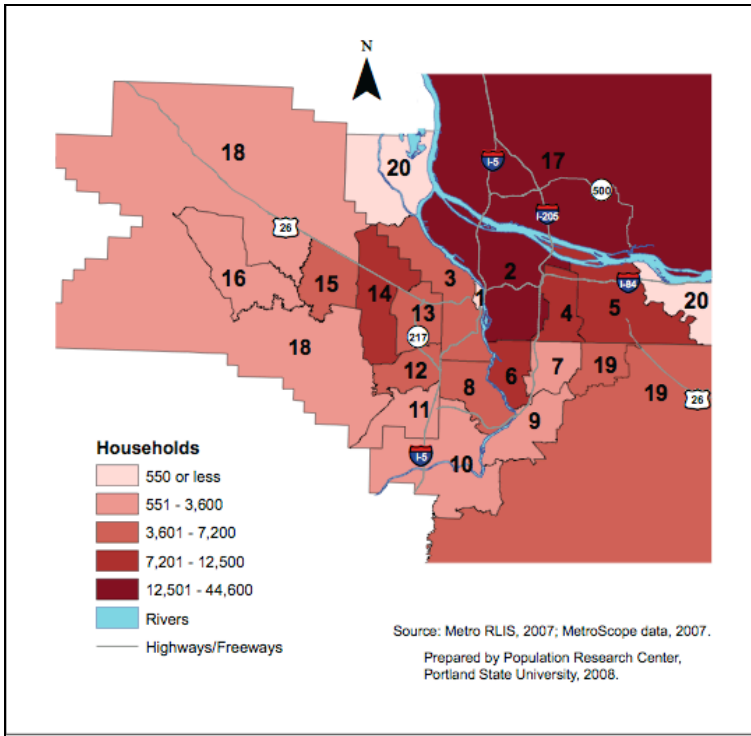 N
18
20
17
I-5
500
I-205
26
16
15
14
3
2
1
I-84
20
13
4
5
217
18
12
8
6
7
19
19
26
11
9
I-5
10
Households
550 or less
551 - 3,600
3,601 - 7,200
7,201 - 12,500
12,501 - 44,600
Rivers
Highways/Freeways
Source: Metro RLIS, 2007; MetroScope data, 2007.
Prepared by Population Research Center,
Portland State University, 2008.